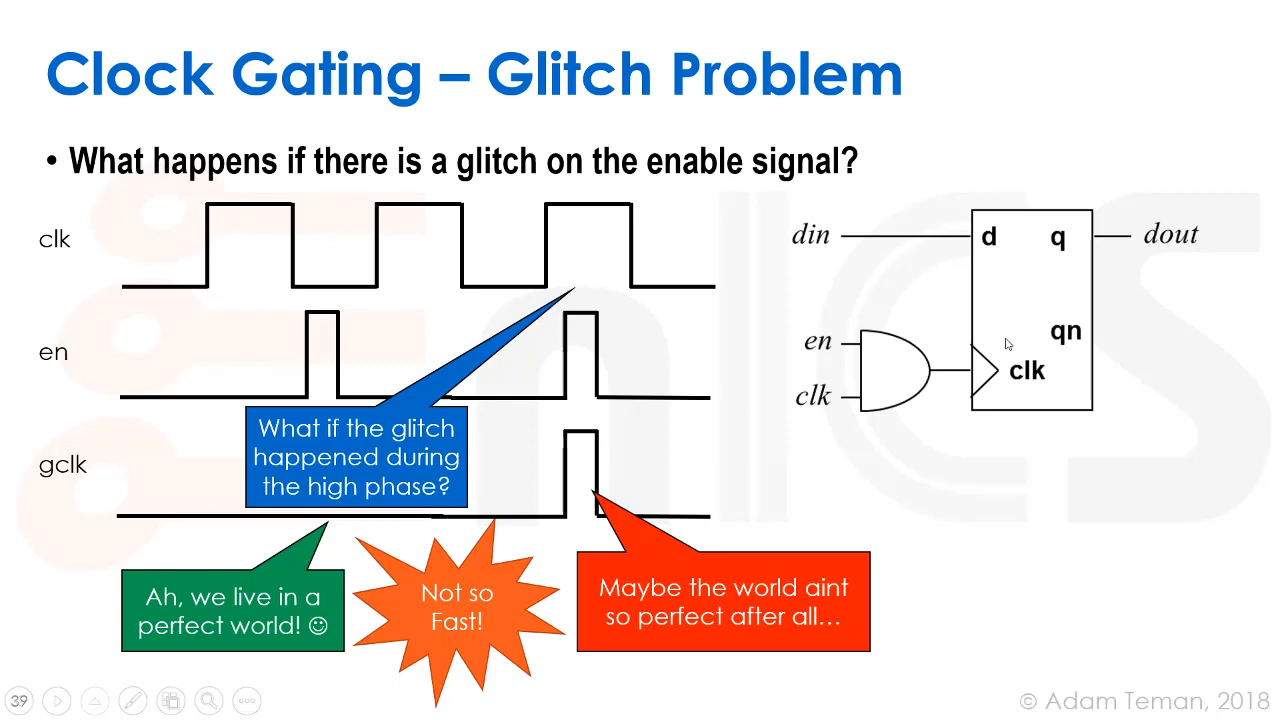 Clock Gating – Glitch Problem
• What happens if there is a glitch on the enable signal?
clk
en
gclk
What if the glitch
happened during
the high phase?
Ah, we live in a
perfect world! ☺
Not so
Fast!
Maybe the world aint
so perfect after all…
din
d
q
dout
en
qn
clk
clk
nICS
39
© Adam Teman, 2018